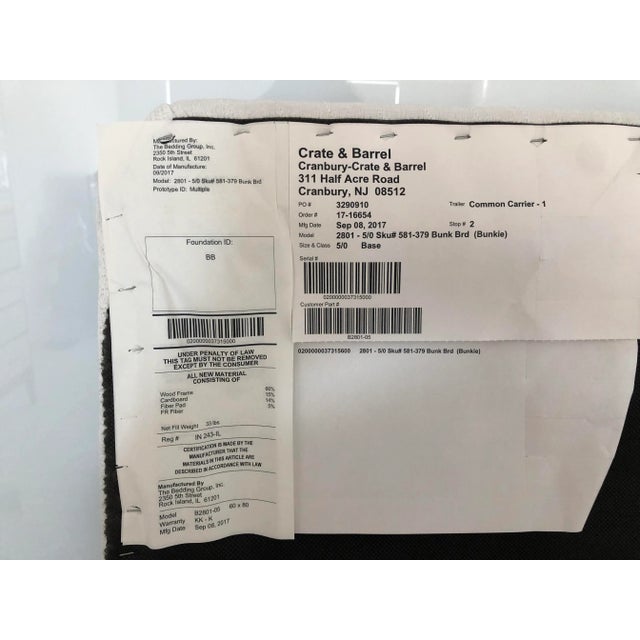 Manufactured By:
The Bedding Group, Inc.
2350 5th Street
Rock Island, IL 61201
Date of Manufacture:
09/2017
Model: 2801 - 5/0 Sku# 581-379 Bunk Brd
Prototype ID: Multiple
Foundation ID:
BB
0200000037315000
UNDER PENALTY OF LAW
THIS TAG MUST NOT BE REMOVED
EXCEPT BY THE CONSUMER
ALL NEW MATERIAL
CONSISTING OF
Wood Frame 66%
Cardboard 15%
Fiber Pad 14%
FR Fiber 5%
Net Fill Weight 33 lbs
Reg # IN 243-IL
CERTIFICATION IS MADE BY THE
MANUFACTURER THAT THE
MATERIALS IN THIS ARTICLE ARE
DESCRIBED IN ACCORDANCE WITH LAW
Manufactured By
The Bedding Group, Inc.
2350 5th Street
Rock Island, IL 61201
Model B2801-05 60 x 80
Warranty KK - K
Mfg Date Sep 08, 2017
Crate & Barrel
Cranbury-Crate & Barrel
311 Half Acre Road
Cranbury, NJ 08512
PO # 3290910 Trailer Common Carrier - 1
Order # 17-16654
Mfg Date Sep 08, 2017 Stop # 2
Model 2801 - 5/0 Sku# 581-379 Bunk Brd (Bunkie)
Size & Class 5/0 Base
Serial #
0200000037315000
Customer Part #
B2801-05
0200000037315600 2801 - 5/0 Sku# 581-379 Bunk Brd (Bunkie)